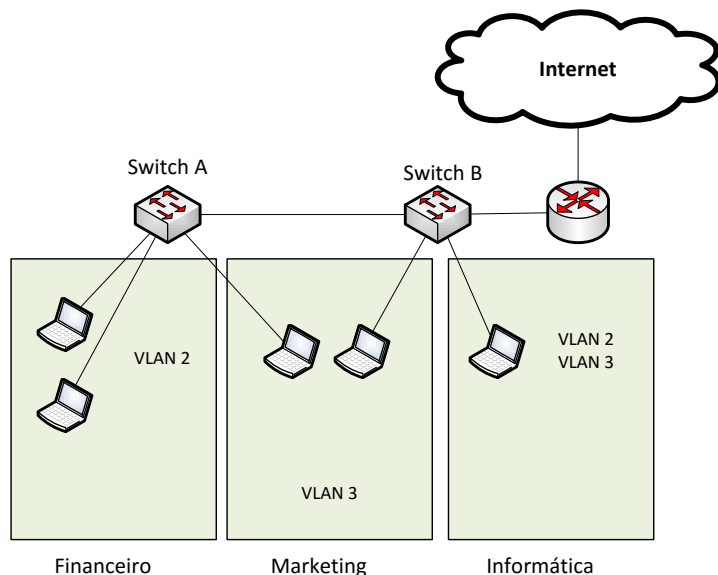 Internet
Switch A
Switch B
VLAN 2
VLAN 2
VLAN 3
VLAN 3
Financeiro
Marketing
Informática